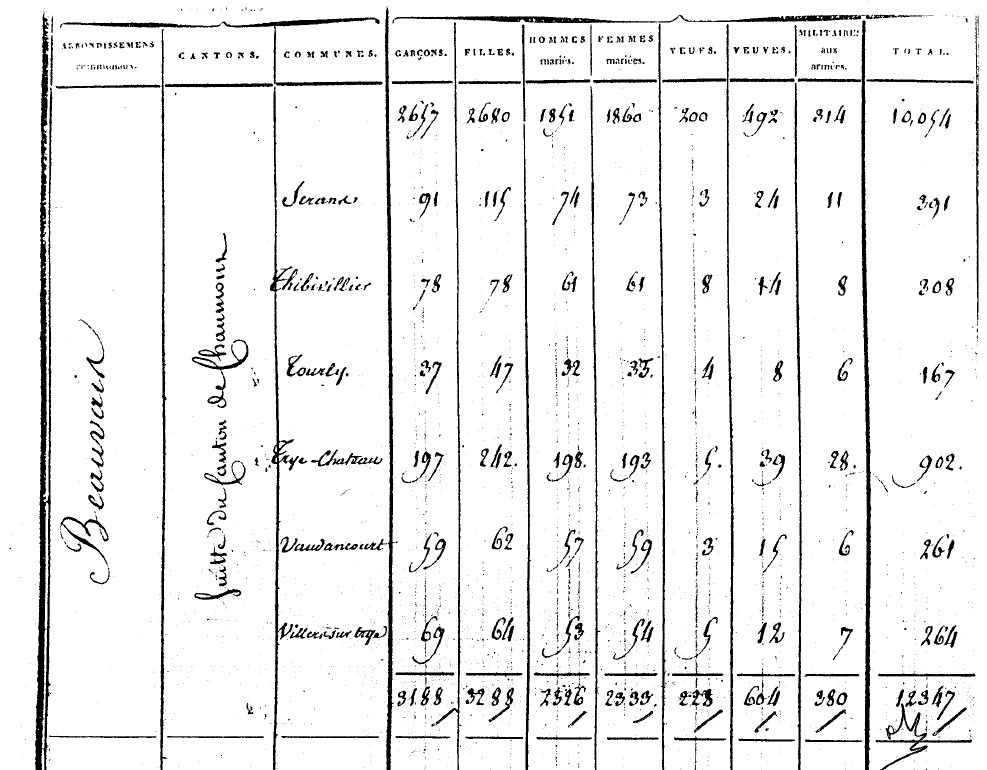 ARRONDISSEMENS communaux. CANTONS. COMMUNES. GARÇONS. FILLES. HOMMES mariés. FEMMES mariées. VEUFS. VEUVES. MILITAIRES aux armées. TOTAL.
2657 2680 1851 1860 200 492 314 10,054
Beauvais
Suitte du Canton de Chaumont
Serans 91 115 74 73 3 24 11 391
Thibivillier 78 78 61 61 8 14 8 308
Tourly. 37 47 32 33. 4 8 6 167
Trye-Chateau 197 242. 198. 193 5. 39 28. 902.
Vaudancourt 59 62 57 59 3 15 6 261
Villers-sur trye 69 64 53 54 5 12 7 264
3188 3288 2326 2333. 228 604 380 12347